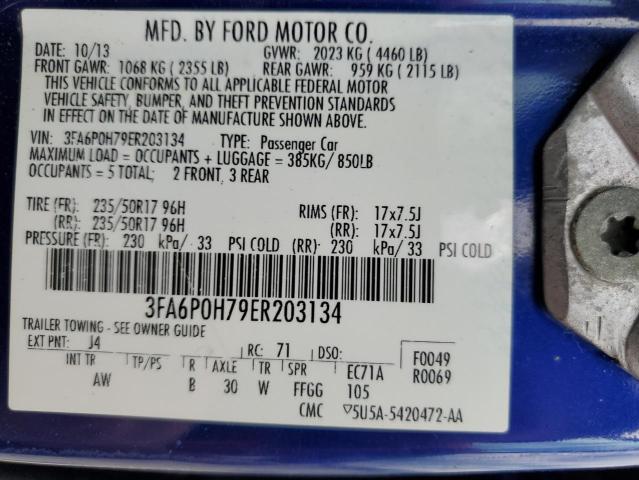 MFD. BY FORD MOTOR CO.
DATE: 10/13 GVWR: 2023 KG ( 4460 LB)
FRONT GAWR: 1068 KG ( 2355 LB) REAR GAWR: 959 KG ( 2115 LB)
THIS VEHICLE CONFORMS TO ALL APPLICABLE FEDERAL MOTOR
VEHICLE SAFETY, BUMPER, AND THEFT PREVENTION STANDARDS
IN EFFECT ON THE DATE OF MANUFACTURE SHOWN ABOVE.
VIN: 3FA6P0H79ER203134 TYPE: Passenger Car
MAXIMUM LOAD = OCCUPANTS + LUGGAGE = 385KG/ 850LB
OCCUPANTS = 5 TOTAL: 2 FRONT, 3 REAR
TIRE (FR): 235/50R17 96H RIMS (FR): 17x7.5J
(RR): 235/50R17 96H (RR): 17x7.5J
PRESSURE (FR): 230 kPa/ 33 PSI COLD (RR): 230 kPa/ 33 PSI COLD
3FA6P0H79ER203134
TRAILER TOWING - SEE OWNER GUIDE
EXT PNT: J4 RC: 71 DSO: F0049
INT TR TP/PS R AXLE TR SPR EC71A R0069
AW B 30 W FFGG 105
CMC ▽5U5A-5420472-AA